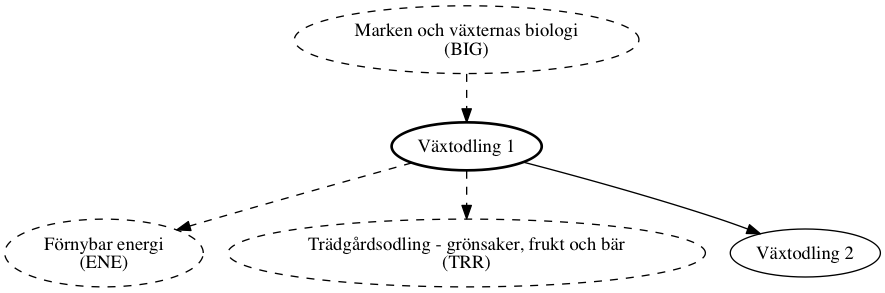 Marken och växternas biologi
(BIG)
Växtodling 1
Förnybar energi
(ENE)
Trädgårdsodling - grönsaker, frukt och bär
(TRR)
Växtodling 2